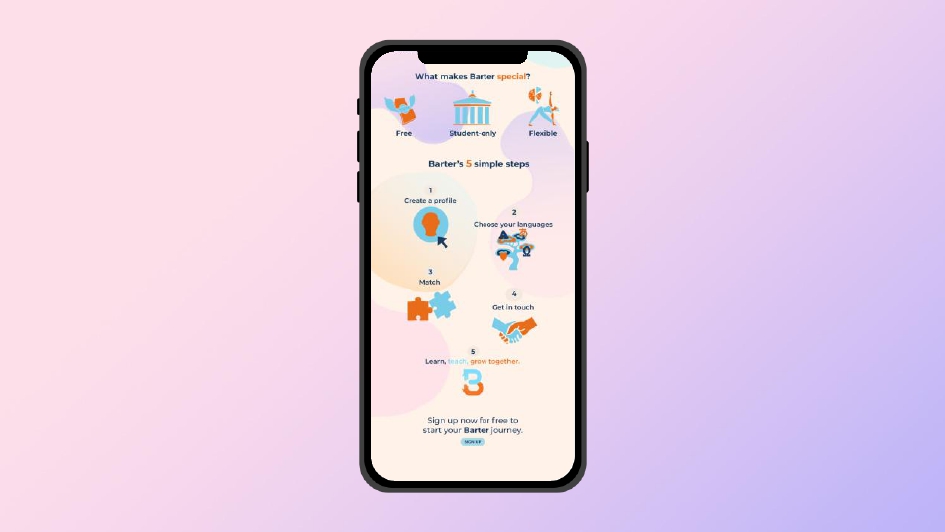 What makes Barter special?
Free
Student-only
Flexible
Barter's 5 simple steps
1
Create a profile
2
Choose your languages
3
Match
4
Get in touch
5
Learn, teach, grow together.
Sign up now for free to
start your Barter journey.
SIGN UP